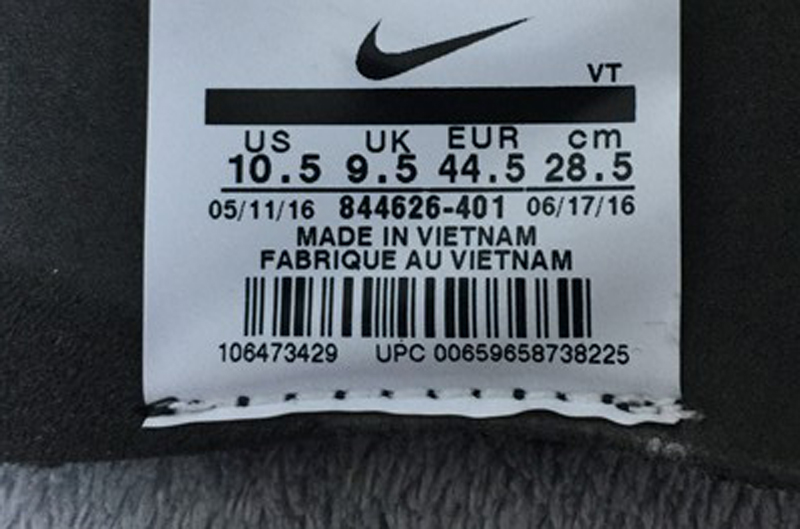 VT
US UK EUR cm
10.5 9.5 44.5 28.5
05/11/16 844626-401 06/17/16
MADE IN VIETNAM
FABRIQUE AU VIETNAM
106473429 UPC 00659658738225